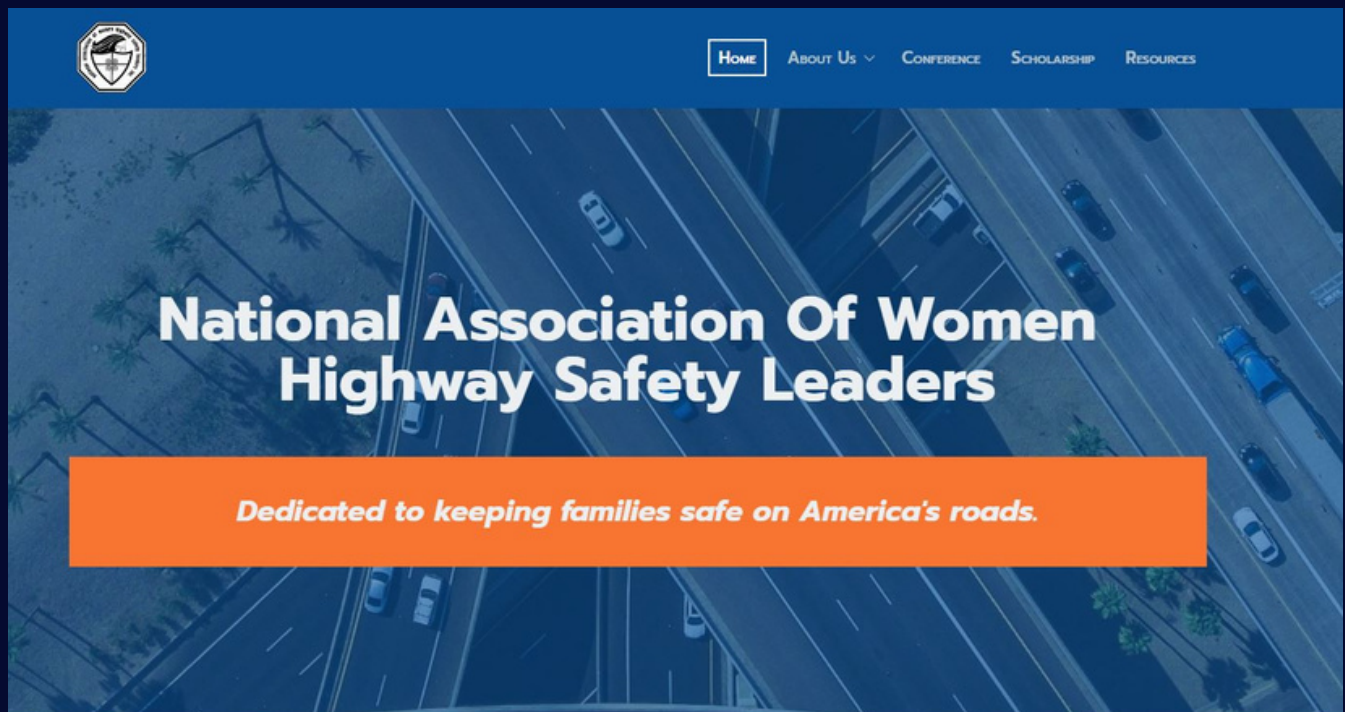 Home
About Us
Conference
Scholarship
Resources
National Association Of Women
Highway Safety Leaders
Dedicated to keeping families safe on America's roads.